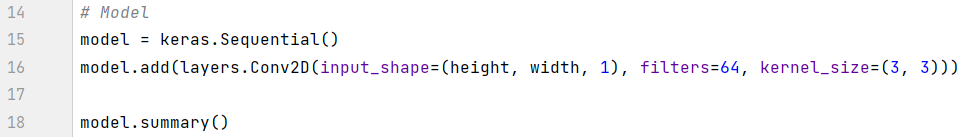 14 # Model
15 model = keras.Sequential()
16 model.add(layers.Conv2D(input_shape=(height, width, 1), filters=64, kernel_size=(3, 3)))
17
18 model.summary()